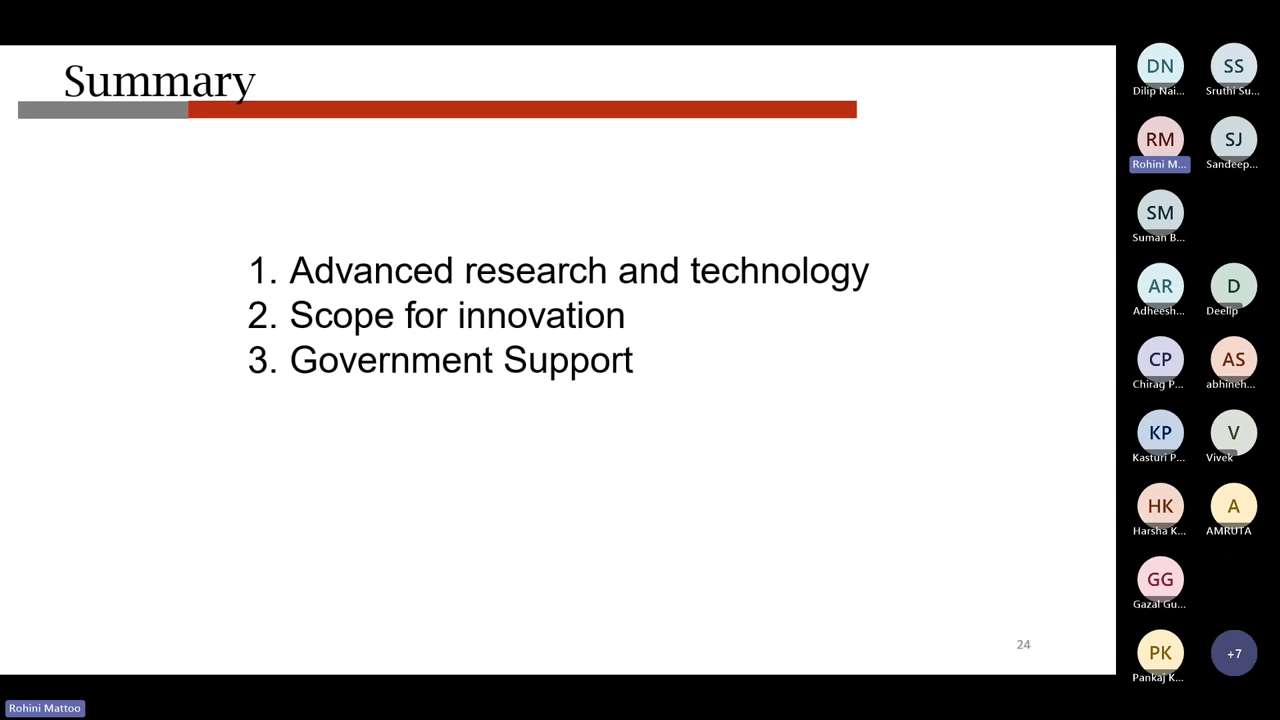 Summary
1. Advanced research and technology
2. Scope for innovation
3. Government Support
24
DN
Dilip Nai...
SS
Sruthi Su...
RM
Rohini M...
SJ
Sandeep...
SM
Suman B...
AR
Adheesh...
D
Deelip
CP
Chirag P...
AS
abhineh...
KP
Kasturi P...
V
Vivek
HK
Harsha K...
A
AMRUTA
GG
Gazal Gu...
PK
Pankaj K...
+7
Rohini Mattoo